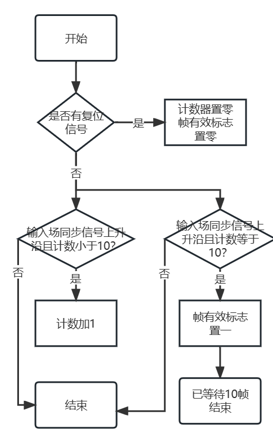 开始
是否有复位
信号
是
计数器置零
帧有效标志
置零
否
输入场同步信号上升
沿且计数小于10?
输入场同步信号上
升沿且计数等于
10?
否
是
否
是
计数加1
帧有效标志
置一
结束
已等待10帧
结束